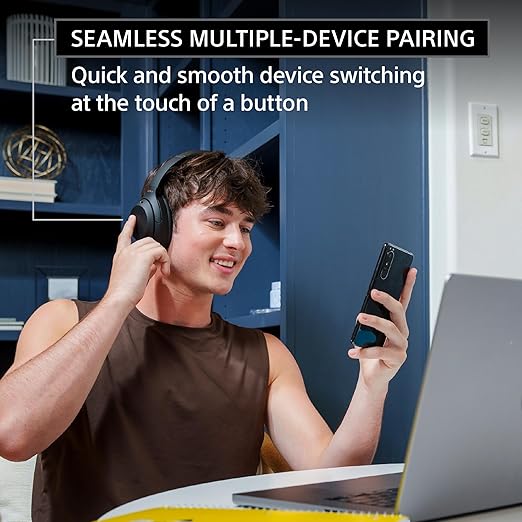 SEAMLESS MULTIPLE-DEVICE PAIRING
Quick and smooth device switching
at the touch of a button